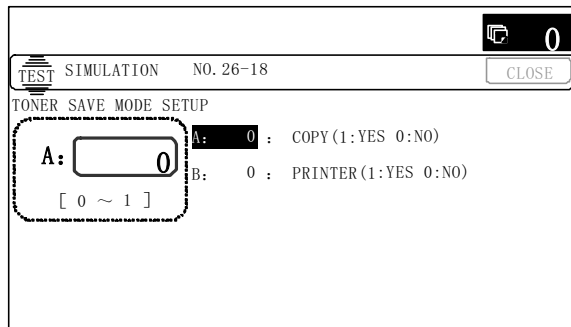 0
TEST SIMULATION NO. 26-18 CLOSE
TONER SAVE MODE SETUP
A: 0
[ 0 ~ 1 ]
A: 0 : COPY(1:YES 0:NO)
B: 0 : PRINTER(1:YES 0:NO)